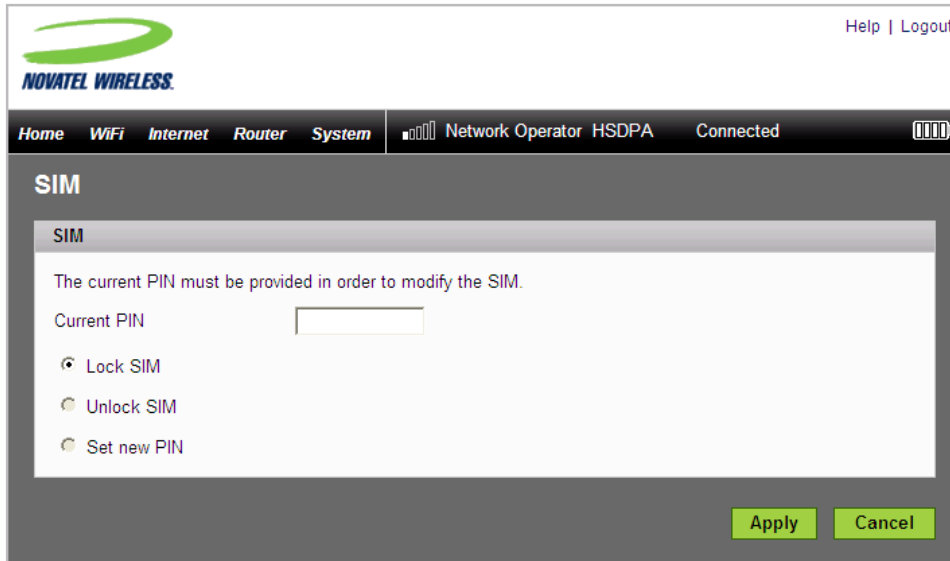 Help | Logout
NOVATEL WIRELESS.
Home WiFi Internet Router System Network Operator HSDPA Connected
SIM
SIM
The current PIN must be provided in order to modify the SIM.
Current PIN
Lock SIM
Unlock SIM
Set new PIN
Apply Cancel